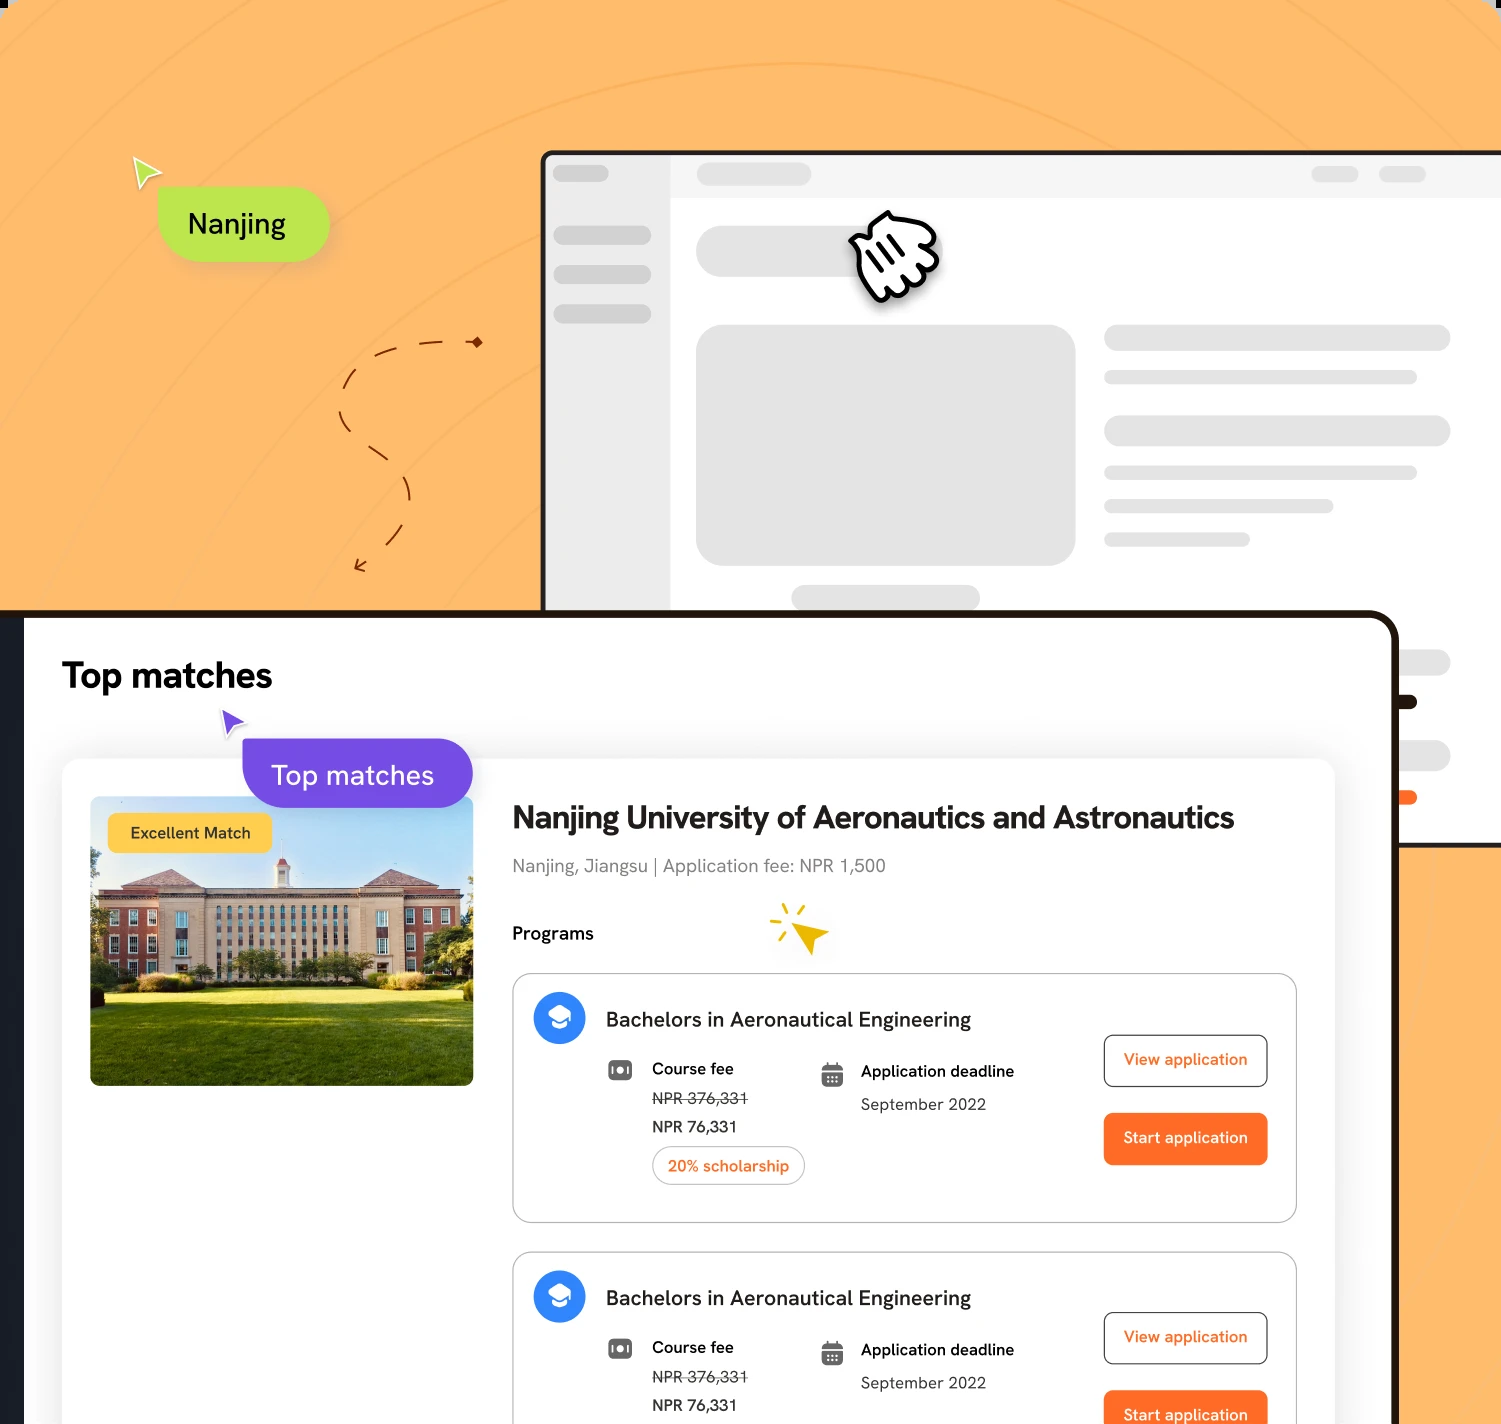 Nanjing
Top matches
Top matches
Excellent Match
Nanjing University of Aeronautics and Astronautics
Nanjing, Jiangsu | Application fee: NPR 1,500
Programs
Bachelors in Aeronautical Engineering
Course fee
NPR 376,331
NPR 76,331
20% scholarship
Application deadline
September 2022
View application
Start application
Bachelors in Aeronautical Engineering
Course fee
NPR 376,331
NPR 76,331
Application deadline
September 2022
View application
Start application